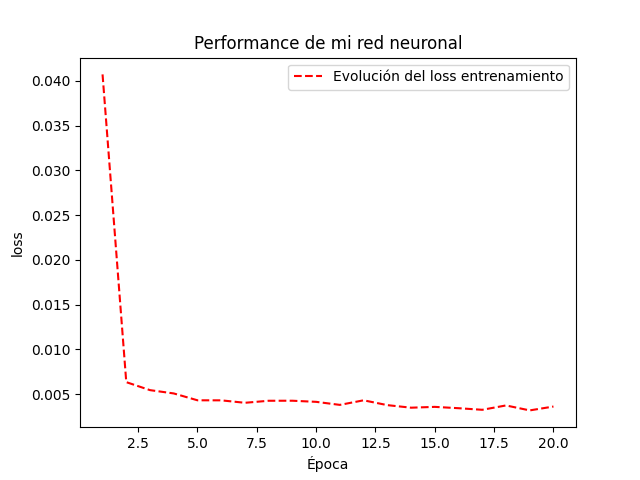 Performance de mi red neuronal
Evolución del loss entrenamiento
0.040
0.035
0.030
0.025
0.020
0.015
0.010
0.005
loss
2.5 5.0 7.5 10.0 12.5 15.0 17.5 20.0
Época